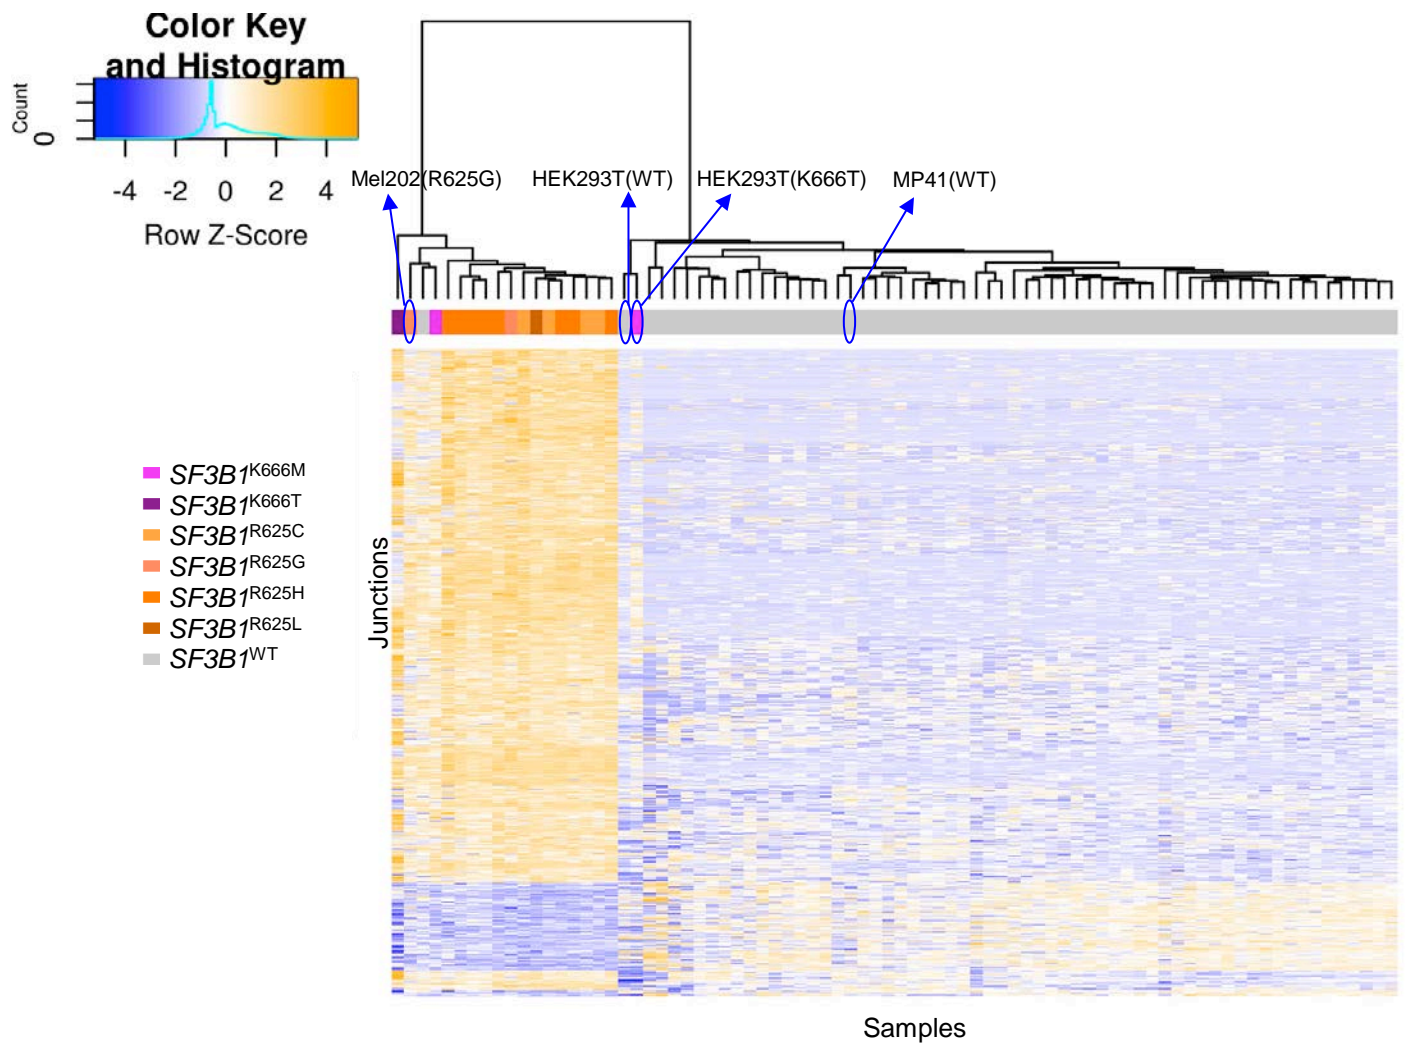 Color Key
and Histogram
Count
0
-4 -2 0 2 4
Row Z-Score
Mel202(R625G) HEK293T(WT) HEK293T(K666T) MP41(WT)
SF3B1K666M
SF3B1K666T
SF3B1R625C
SF3B1R625G
SF3B1R625H
SF3B1R625L
SF3B1WT
Junctions
Samples